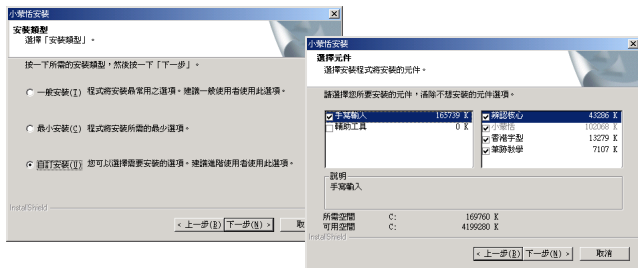 小蒙恬安裝
安裝類型
選擇「安裝類型」。
按一下所需的安裝類型，然後按一下「下一步」。
一般安裝(T) 程式將安裝最常用之選項。建議一般使用者使用此選項。
最小安裝(C) 程式將安裝所需的最少選項。
自訂安裝(U) 您可以選擇需要安裝的選項。建議進階使用者使用此選項。
InstallShield
< 上一步(B) 下一步(N) > 取
小蒙恬安裝
選擇元件
選擇安裝程式將安裝的元件。
請選擇您所要安裝的元件，清除不想安裝的元件選項。
手寫輸入 165739 K
輔助工具 0 K
辨認核心 43286 K
小蒙恬 102068 K
香港字型 13279 K
筆跡教學 7107 K
說明
手寫輸入
所需空間 C: 169760 K
可用空間 C: 4199280 K
InstallShield
< 上一步(B) 下一步(N) > 取消